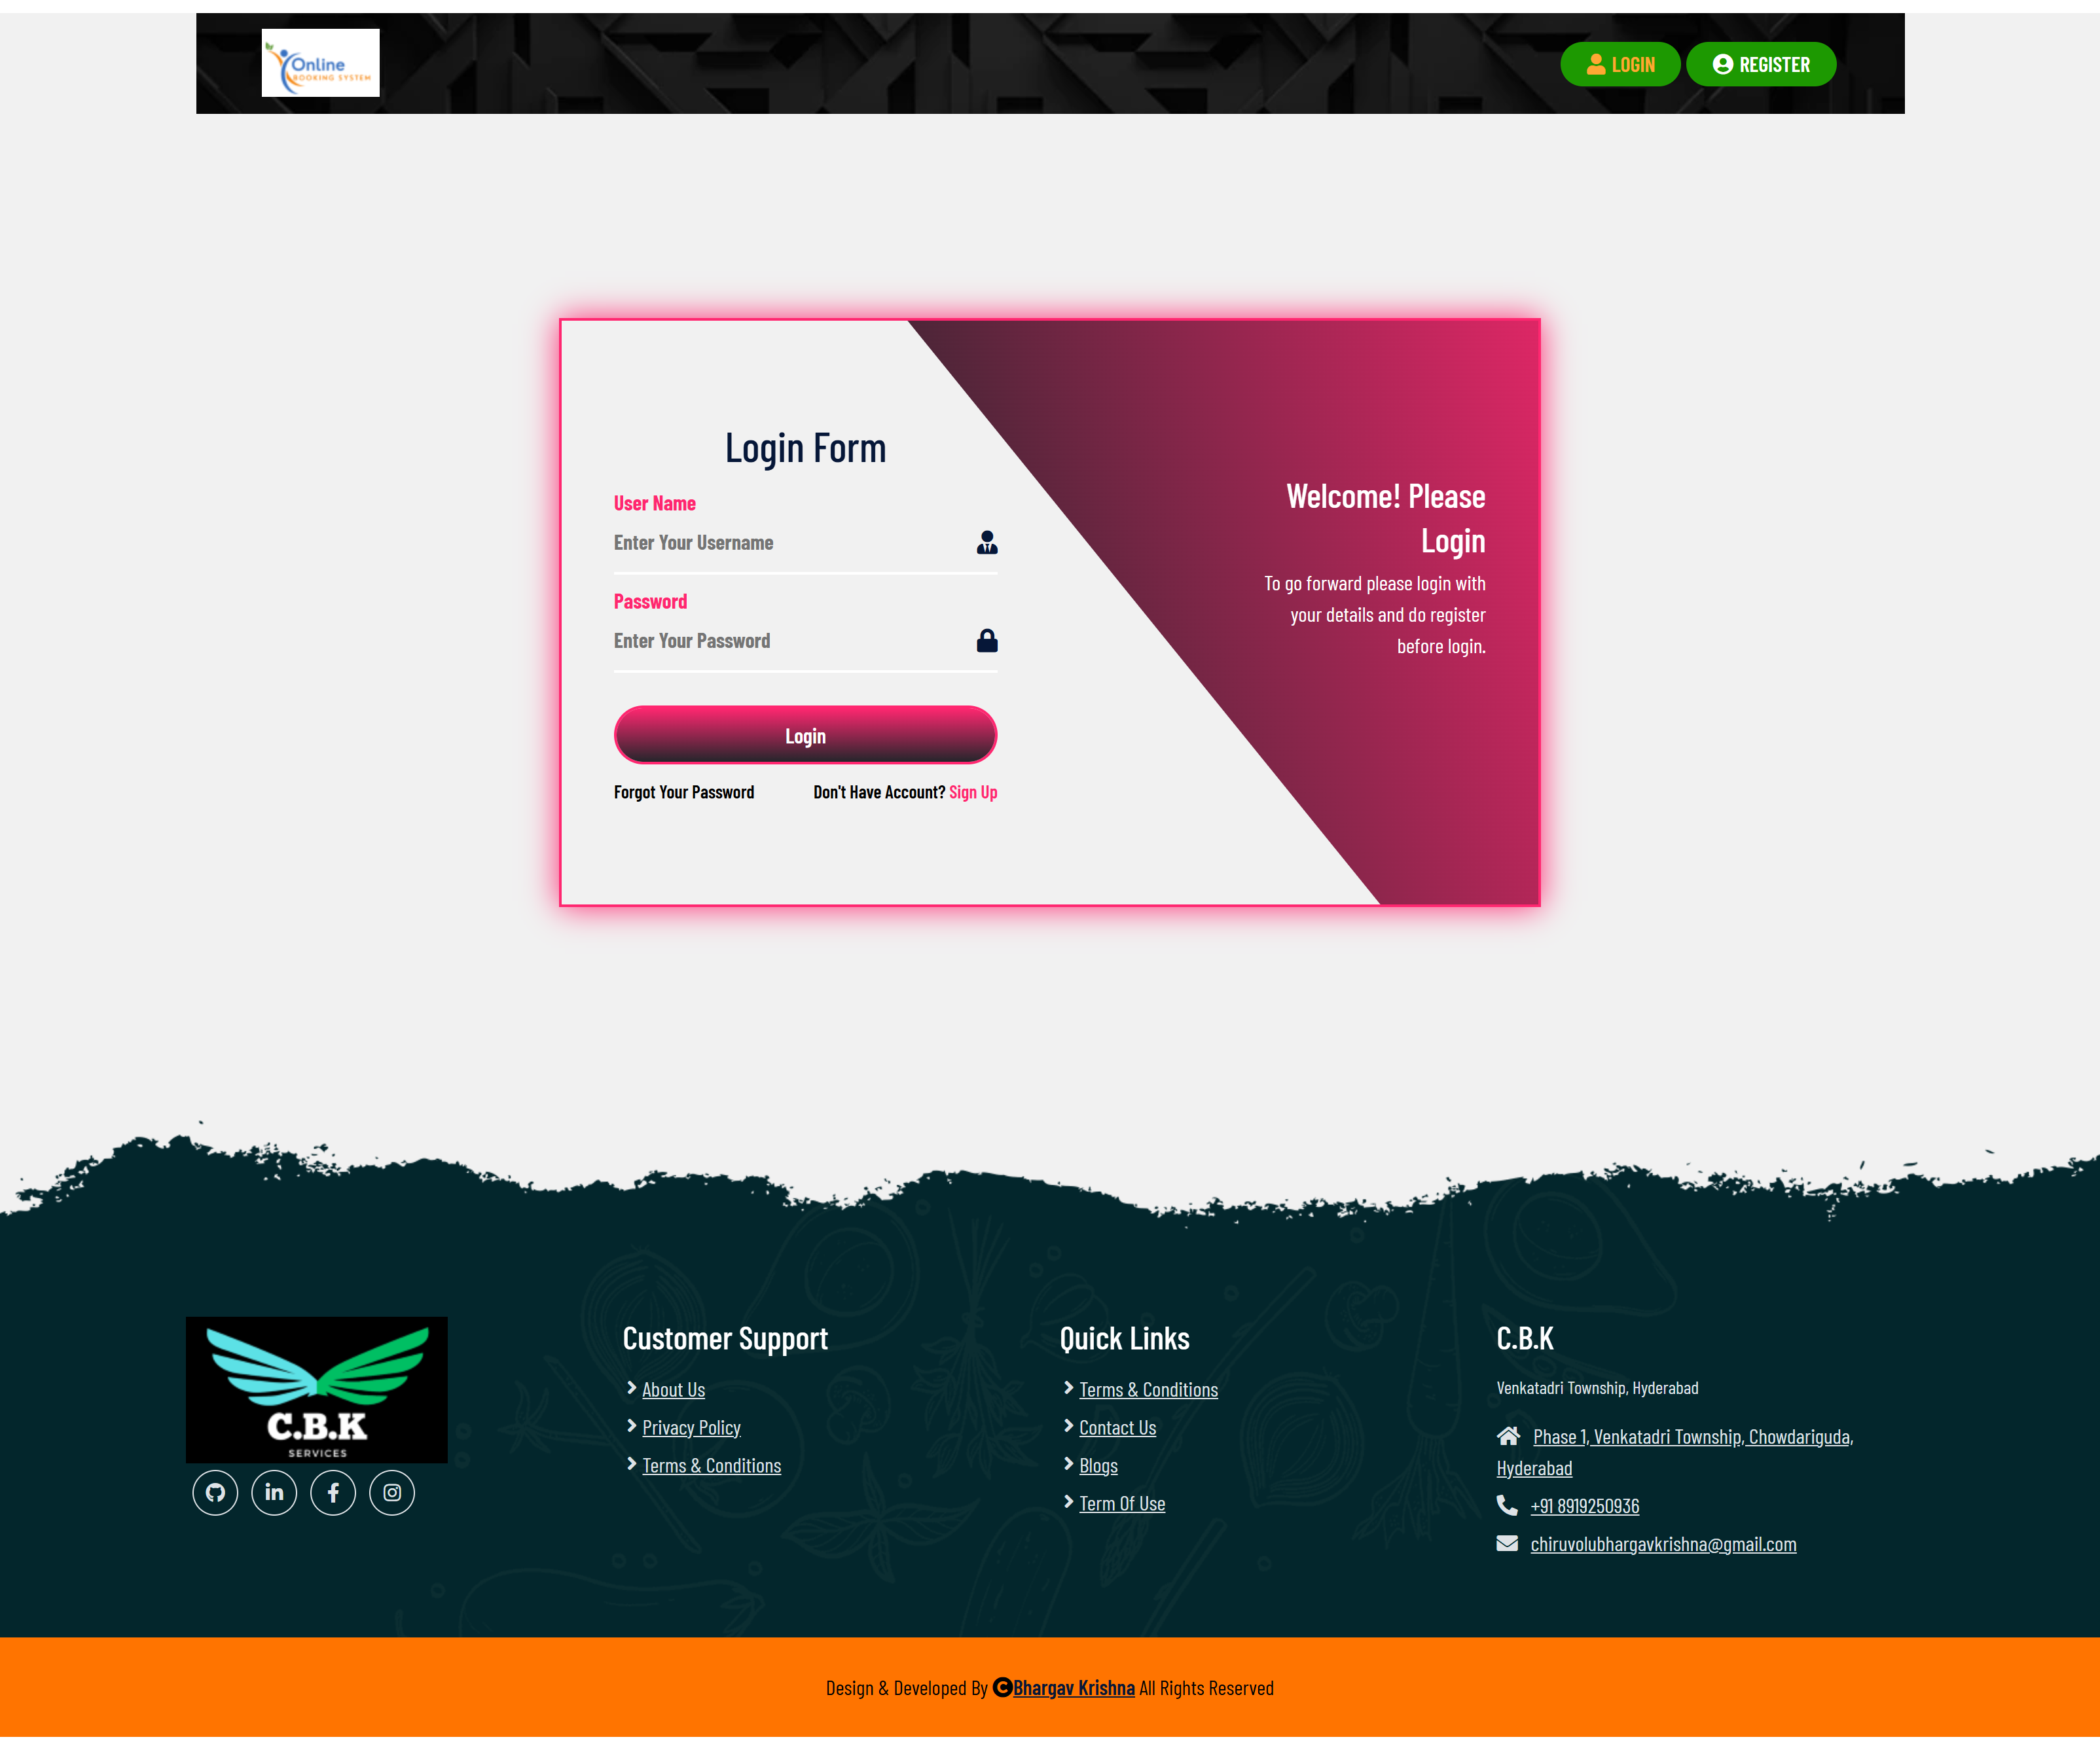 Online
BOOKING SYSTEM
LOGIN
REGISTER
Login Form
User Name
Enter Your Username
Password
Enter Your Password
Login
Forgot Your Password
Don't Have Account? Sign Up
Welcome! Please
Login
To go forward please login with
your details and do register
before login.
C.B.K
SERVICES
Customer Support
About Us
Privacy Policy
Terms & Conditions
Quick Links
Terms & Conditions
Contact Us
Blogs
Term Of Use
C.B.K
Venkatadri Township, Hyderabad
Phase 1, Venkatadri Township, Chowdariguda,
Hyderabad
+91 8919250936
chiruvolubhargavkrishna@gmail.com
Design & Developed By ©Bhargav Krishna All Rights Reserved